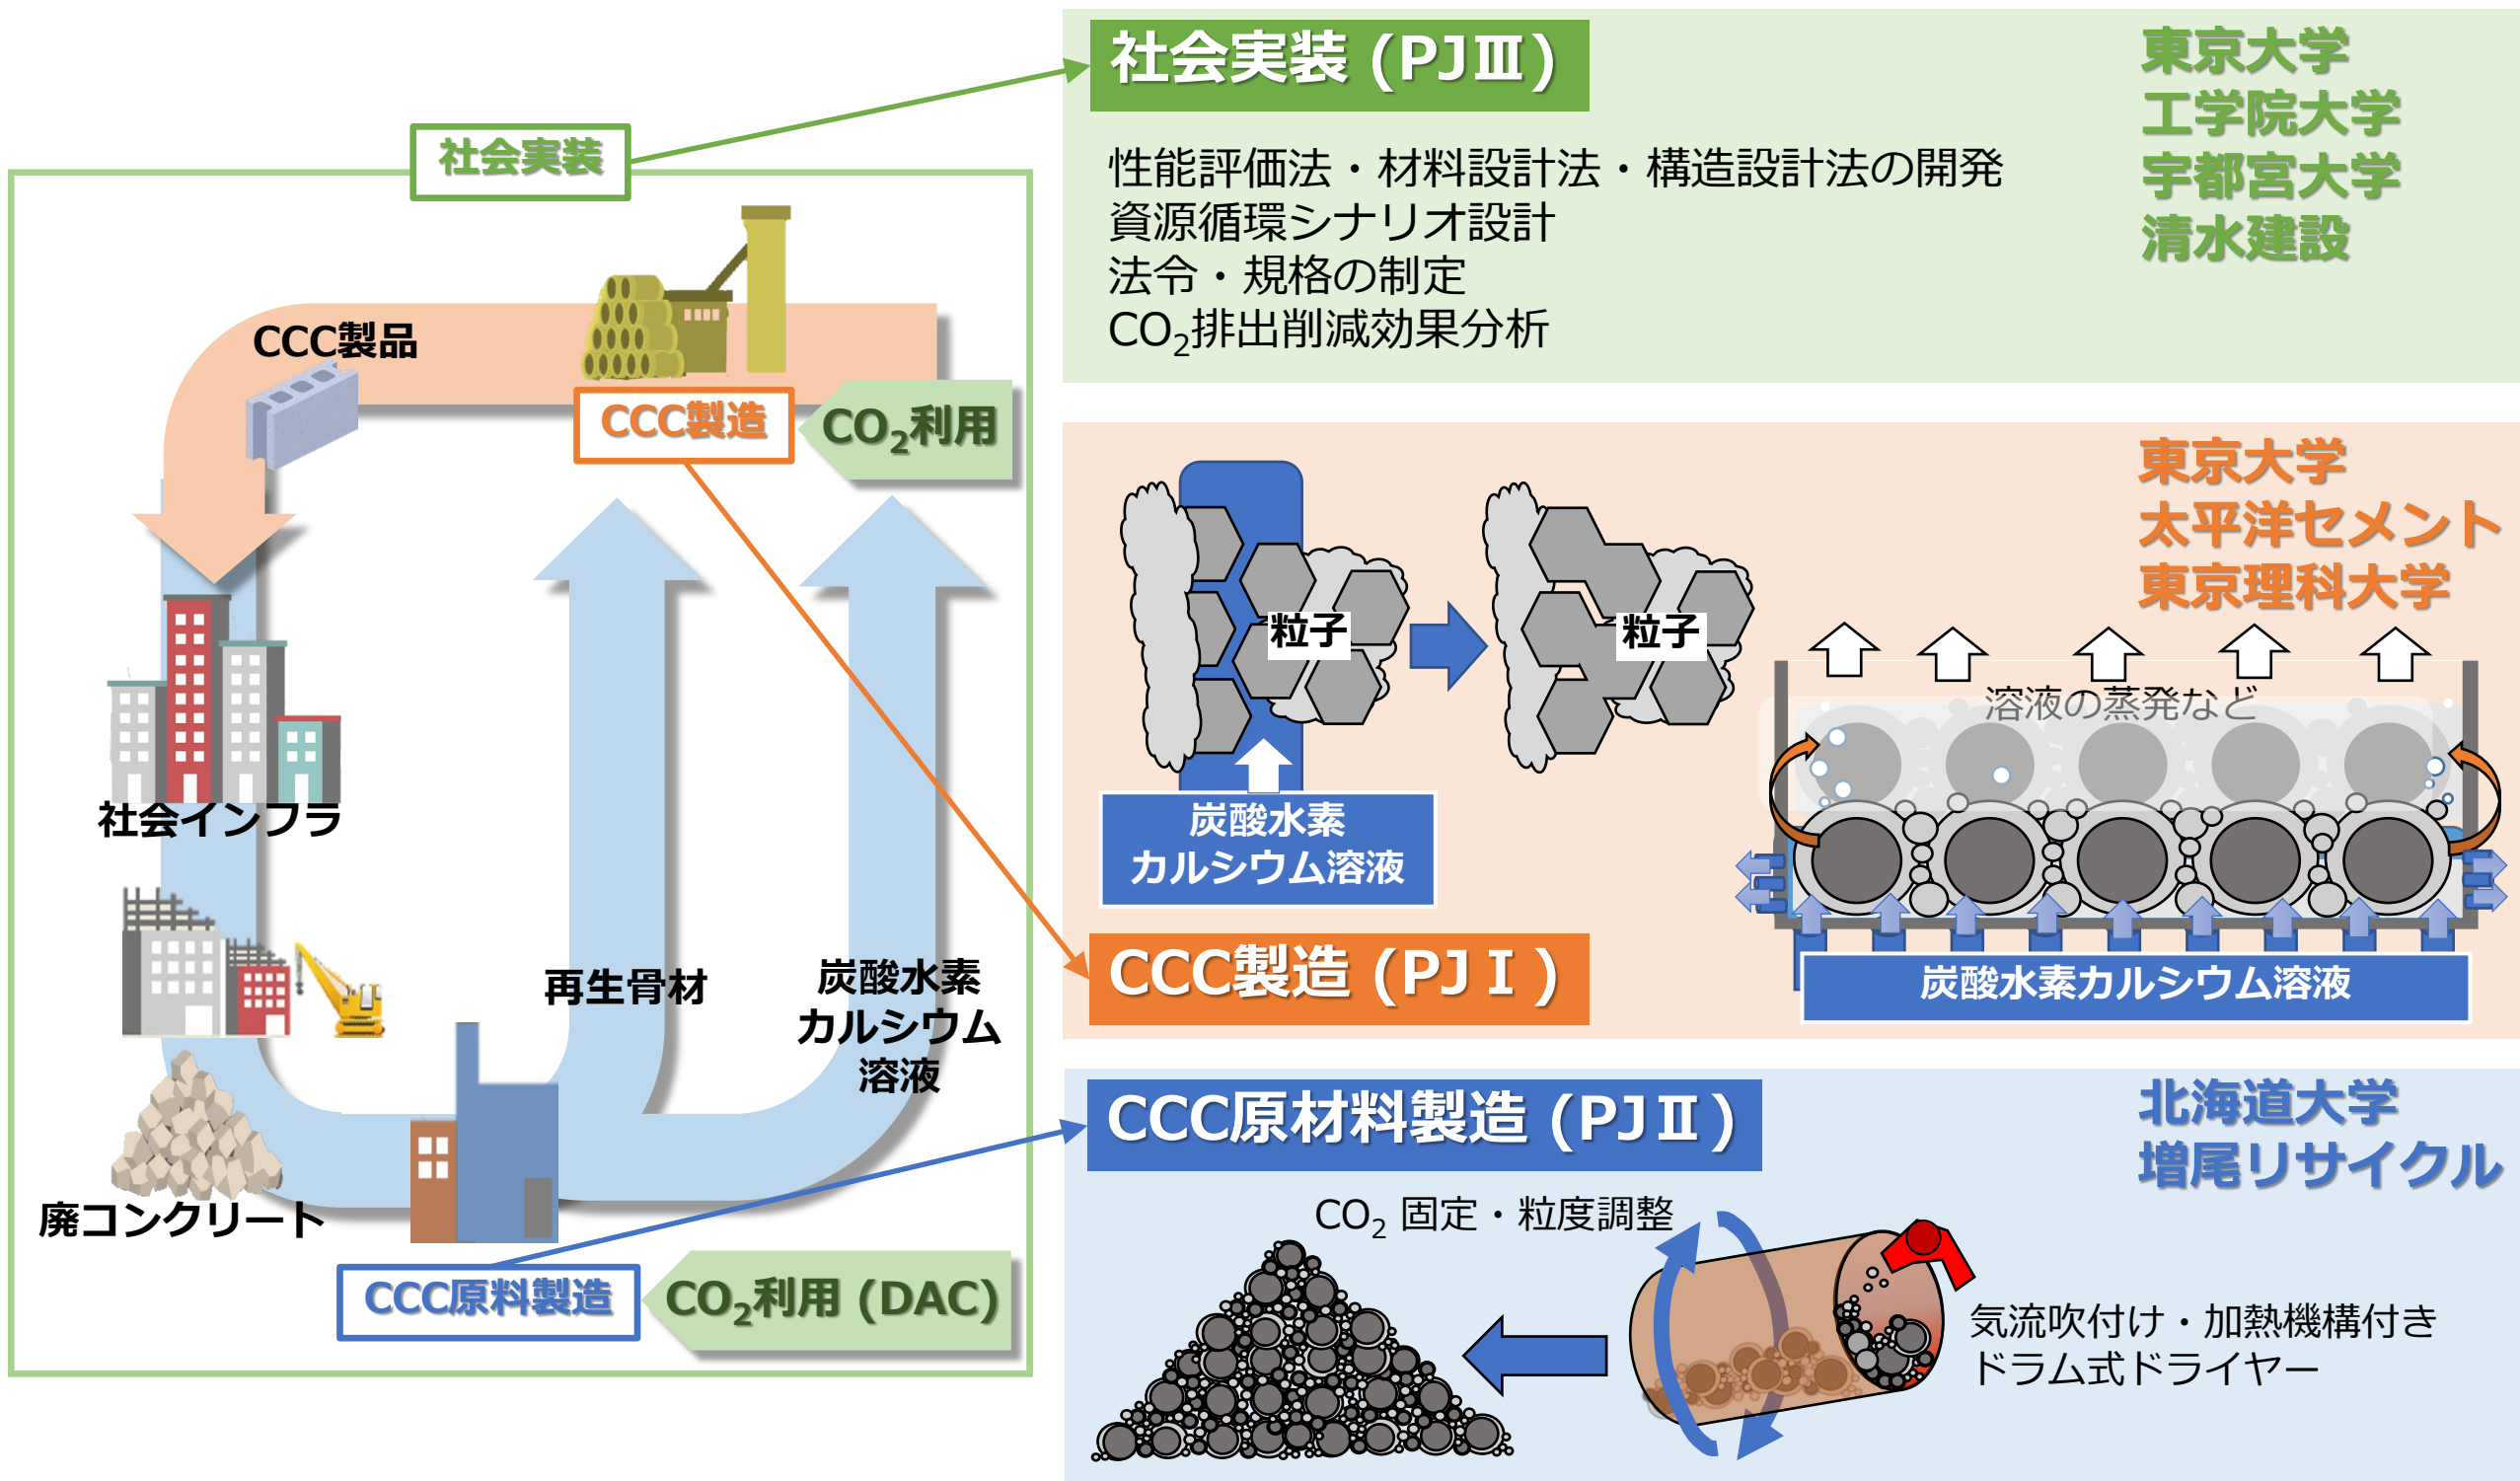 社会実装
CCC製品
CCC製造
CO₂利用
社会インフラ
再生骨材
炭酸水素
カルシウム
溶液
廃コンクリート
CCC原料製造
CO₂利用（DAC）
社会実装（PJⅢ）
東京大学
工学院大学
宇都宮大学
清水建設
性能評価法・材料設計法・構造設計法の開発
資源循環シナリオ設計
法令・規格の制定
CO₂排出削減効果分析
東京大学
太平洋セメント
東京理科大学
粒子
粒子
炭酸水素
カルシウム溶液
溶液の蒸発など
炭酸水素カルシウム溶液
CCC製造（PJⅠ）
CCC原材料製造（PJⅡ）
北海道大学
増尾リサイクル
CO₂ 固定・粒度調整
気流吹付け・加熱機構付き
ドラム式ドライヤー